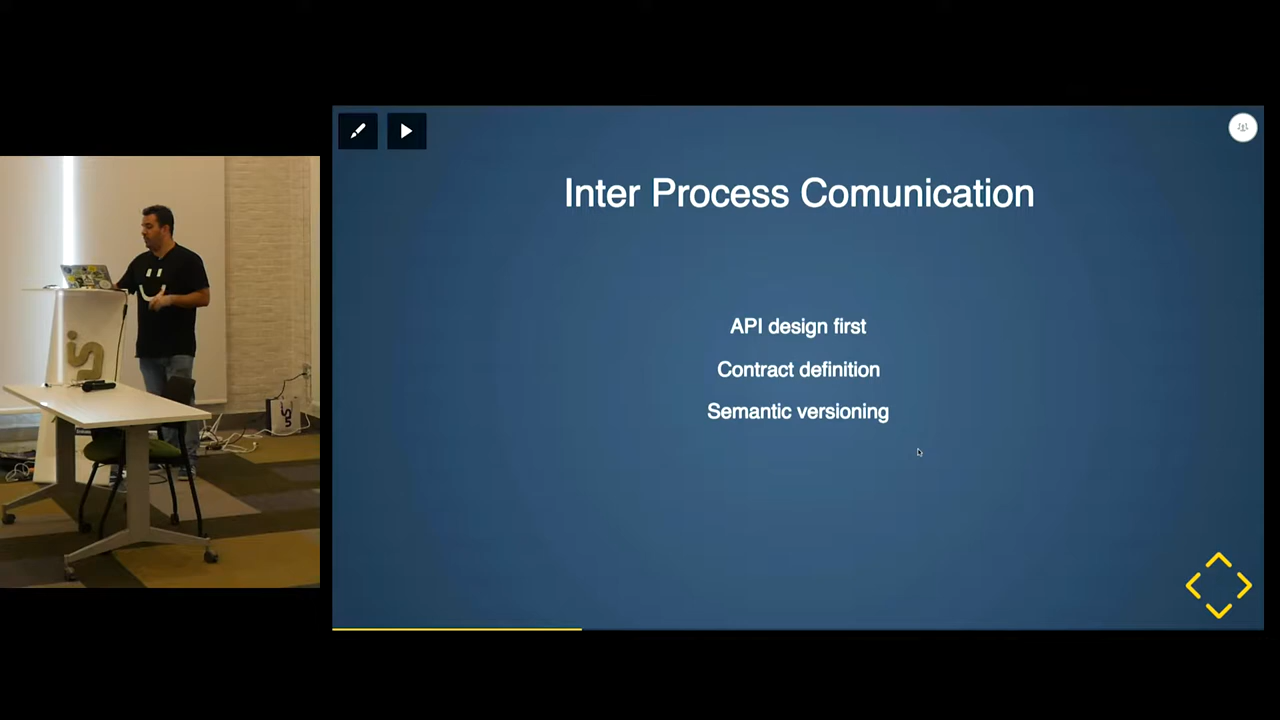 Inter Process Comunication
API design first
Contract definition
Semantic versioning